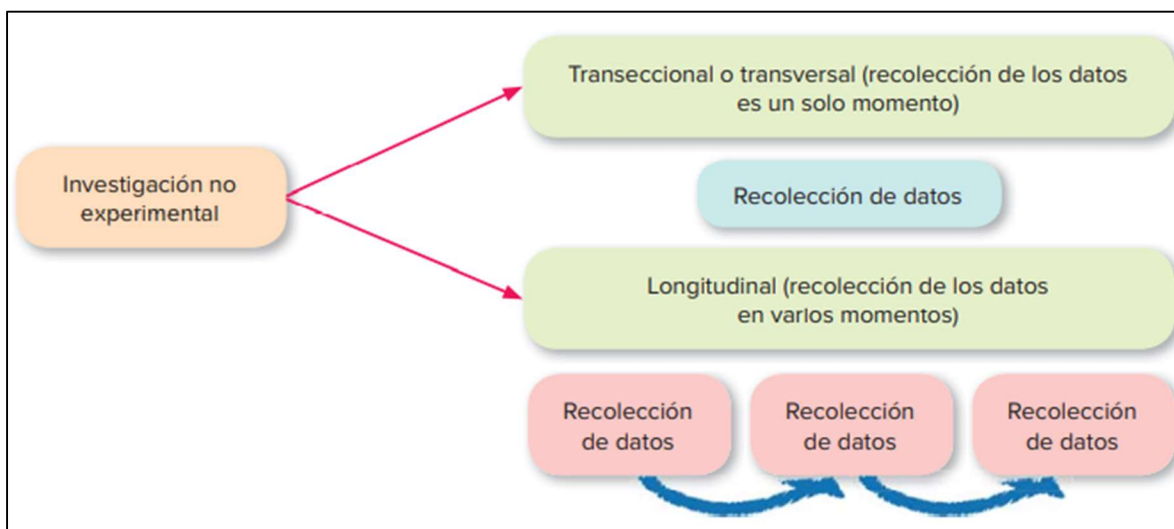 Transeccional o transversal (recolección de los datos
es un solo momento)
Investigación no
experimental
Recolección de datos
Longitudinal (recolección de los datos
en varios momentos)
Recolección
de datos
Recolección
de datos
Recolección
de datos